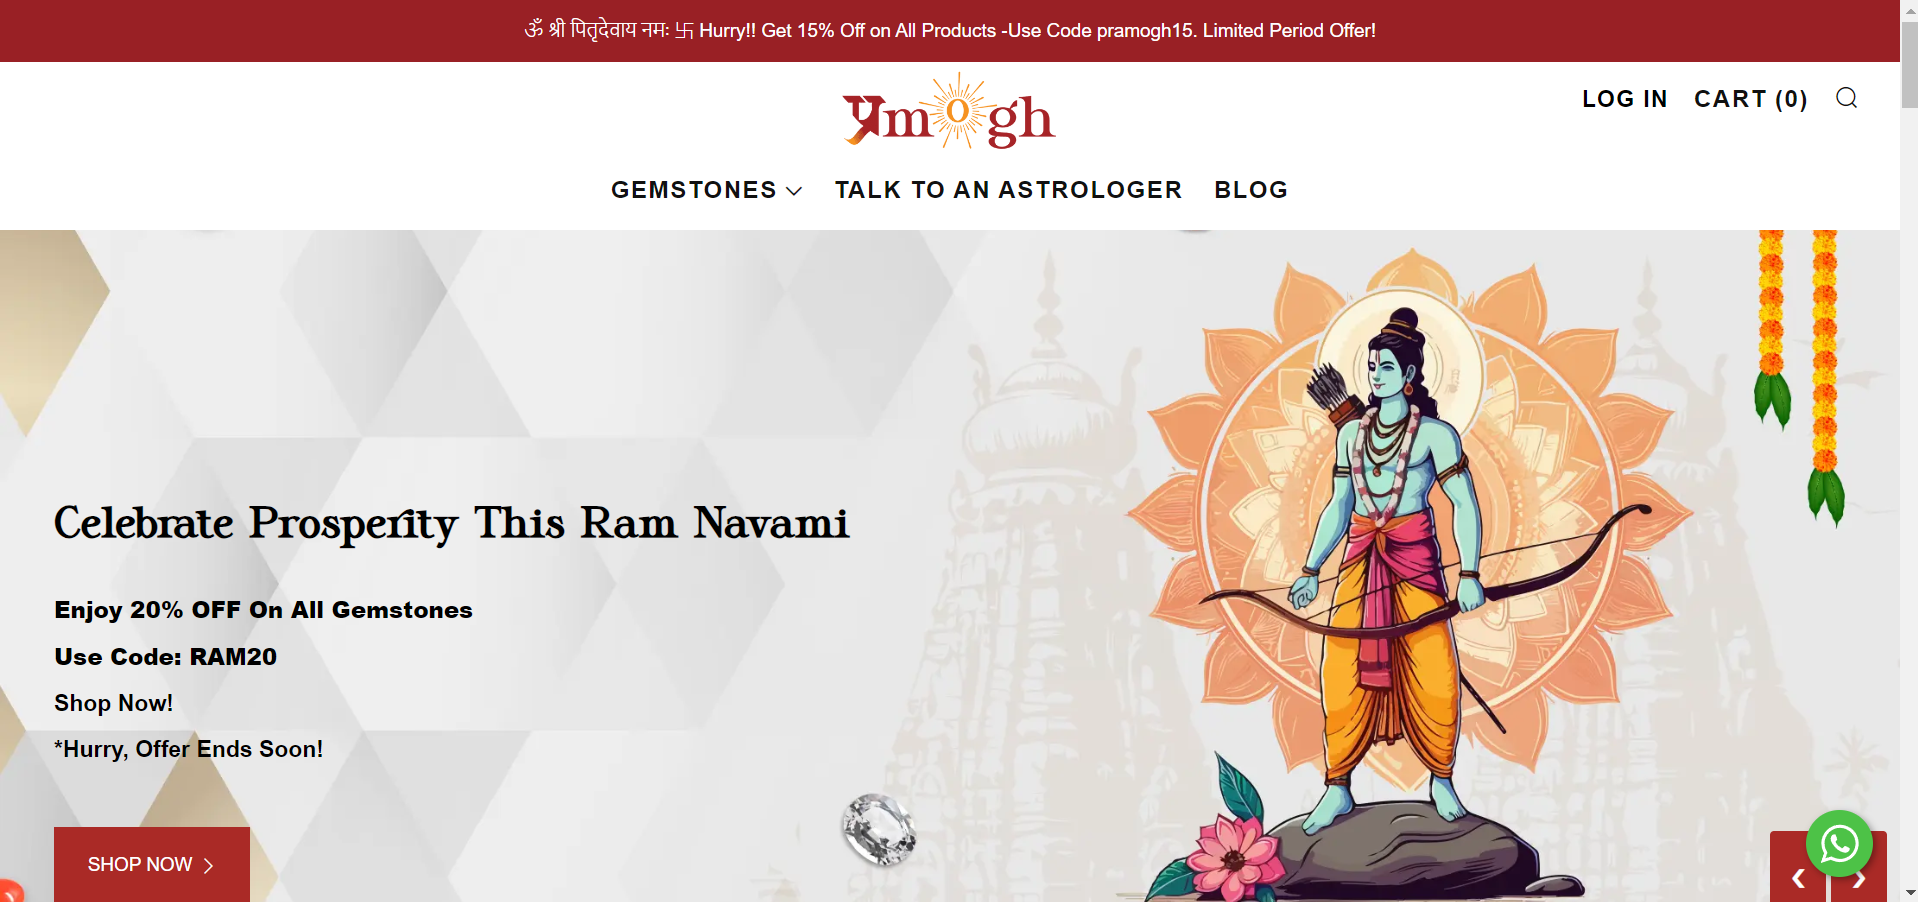 ॐ श्री पितृदेवाय नमः 卐 Hurry!! Get 15% Off on All Products -Use Code pramogh15. Limited Period Offer!
प्रmogh
LOG IN CART (0)
GEMSTONES TALK TO AN ASTROLOGER BLOG
Celebrate Prosperity This Ram Navami
Enjoy 20% OFF On All Gemstones
Use Code: RAM20
Shop Now!
*Hurry, Offer Ends Soon!
SHOP NOW